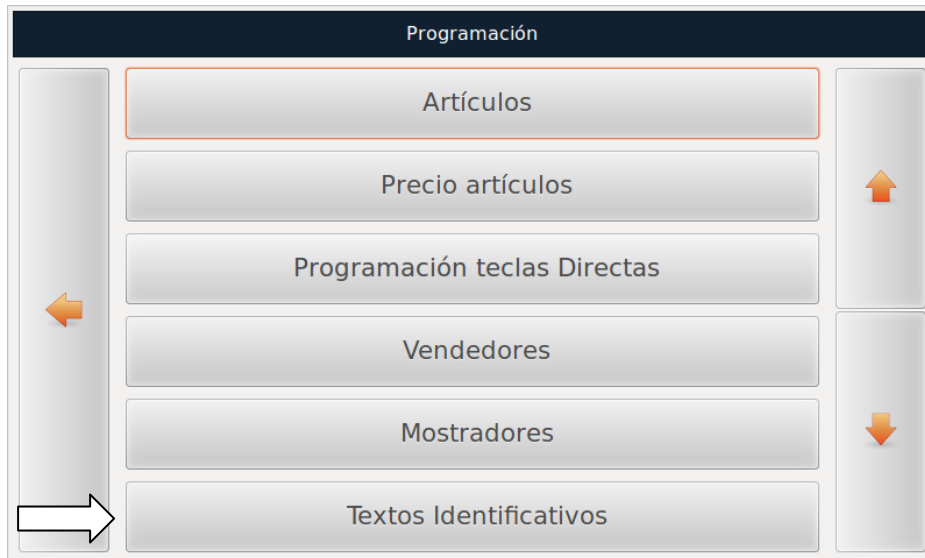 Programación
Artículos
Precio artículos
Programación teclas Directas
Vendedores
Mostradores
Textos Identificativos